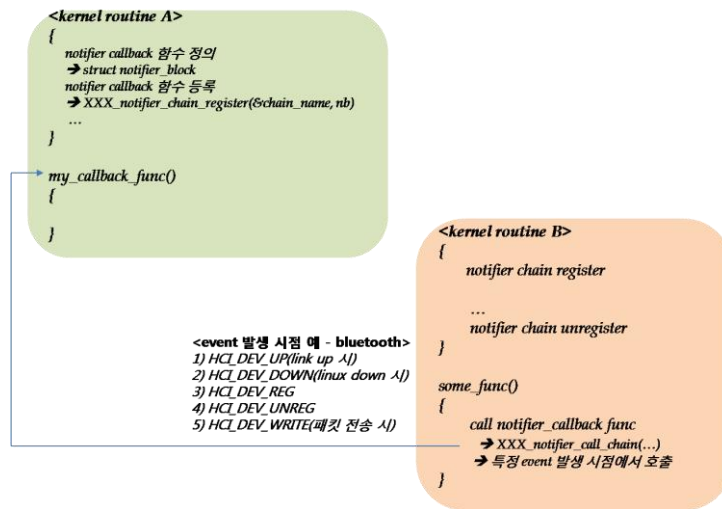 <kernel routine A>
{
notifier callback 함수 정의
➔ struct notifier_block
notifier callback 함수 등록
➔ XXX_notifier_chain_register(&chain_name, nb)
...
}
my_callback_func()
{
}
<kernel routine B>
{
notifier chain register
...
notifier chain unregister
}
some_func()
{
call notifier_callback func
➔ XXX_notifier_call_chain(...)
➔ 특정 event 발생 시점에서 호출
}
<event 발생 시점 예 - bluetooth>
1) HCI_DEV_UP(link up 시)
2) HCI_DEV_DOWN(linux down 시)
3) HCI_DEV_REG
4) HCI_DEV_UNREG
5) HCI_DEV_WRITE(패킷 전송 시)